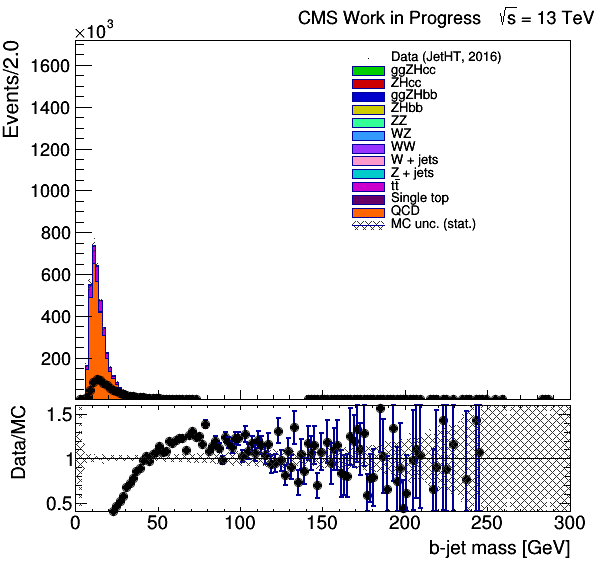 CMS Work in Progress √s = 13 TeV
×10³
Events/2.0
1600
1400
1200
1000
800
600
400
200
Data (JetHT, 2016)
ggZHcc
ZHcc
ggZHbb
ZHbb
ZZ
WZ
WW
W + jets
Z + jets
tt̄
Single top
QCD
MC unc. (stat.)
Data/MC
1.5
1
0.5
0 50 100 150 200 250 300
b-jet mass [GeV]